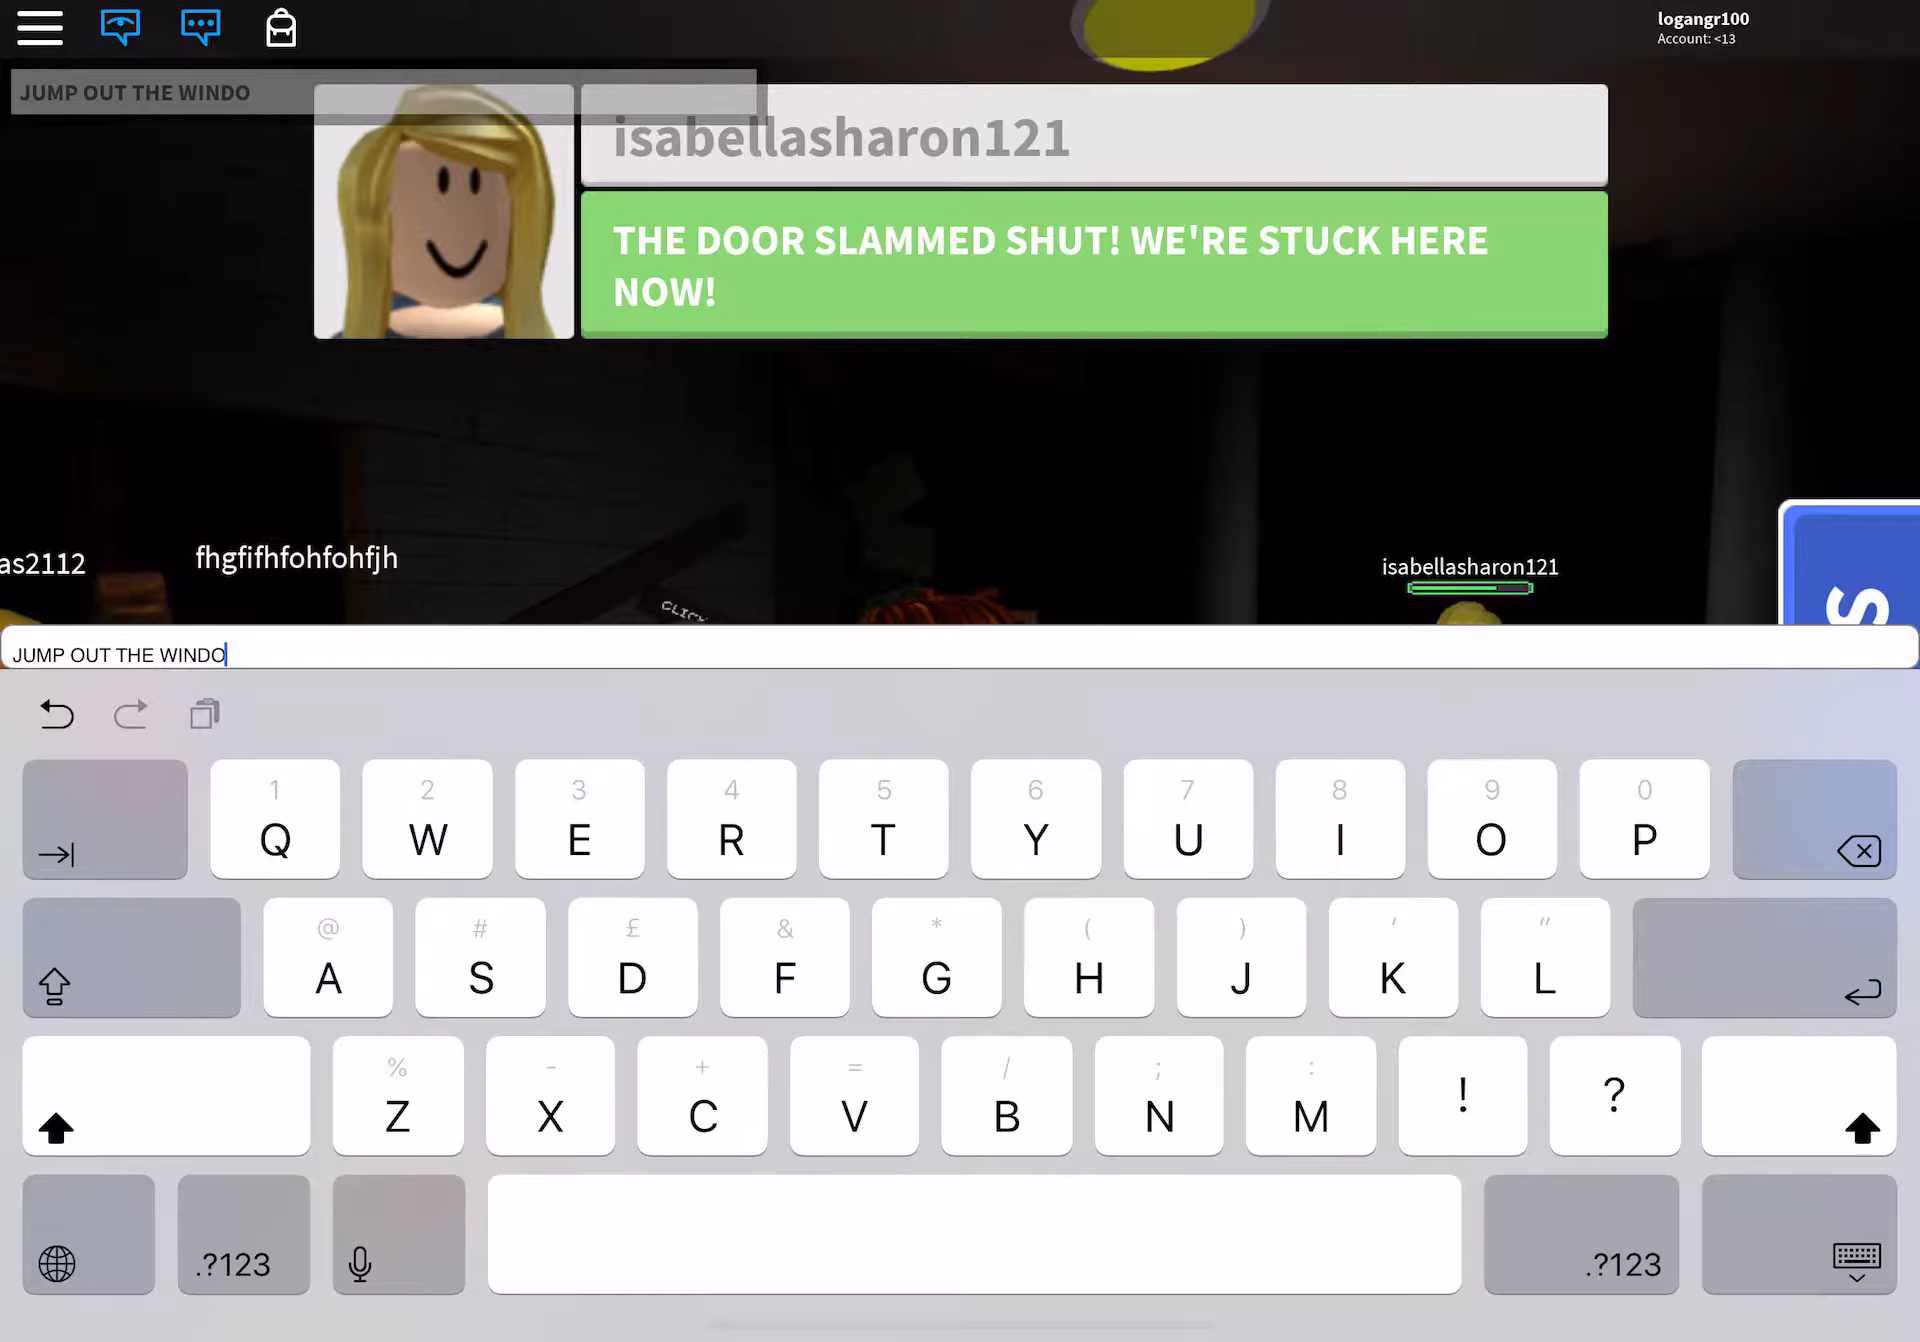 logangr100
Account: <13
JUMP OUT THE WINDO
isabellasharon121
THE DOOR SLAMMED SHUT! WE'RE STUCK HERE
NOW!
as2112
fhgfifhfohfohfjh
isabellasharon121
CLICK
S
JUMP OUT THE WINDO
1 2 3 4 5 6 7 8 9 0
Q W E R T Y U I O P
@ # £ & * ( ) ' "
A S D F G H J K L
% - + = / ; :
Z X C V B N M ! ?
.?123 .?123